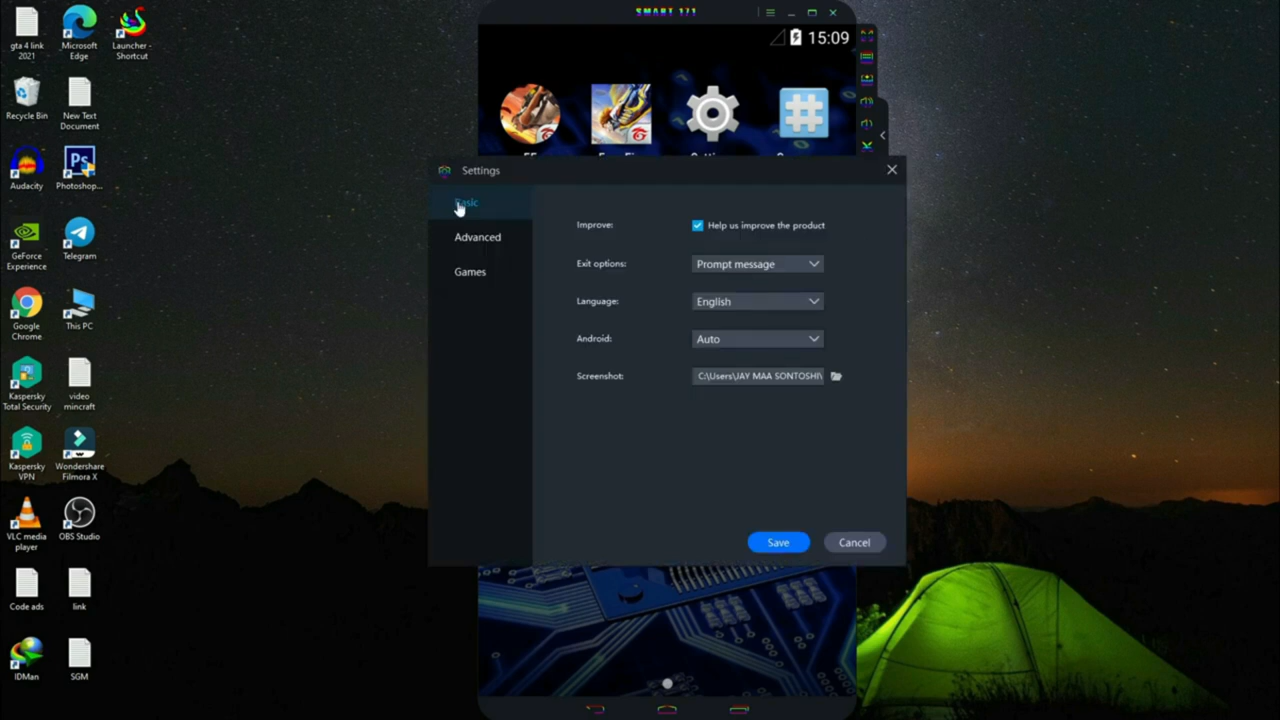 gta 4 link
2021
Microsoft
Edge
Launcher -
Shortcut
Recycle Bin
New Text
Document
Audacity
Photoshop...
GeForce
Experience
Telegram
Google
Chrome
This PC
Kaspersky
Total Security
video
mincraft
Kaspersky
VPN
Wondershare
Filmora X
VLC media
player
OBS Studio
Code ads
link
IDMan
SGM
SMART 171
15:09
Settings
Basic
Advanced
Games
Improve:
Help us improve the product
Exit options:
Prompt message
Language:
English
Android:
Auto
Screenshot:
C:\Users\JAY MAA SONTOSHI\
Save
Cancel